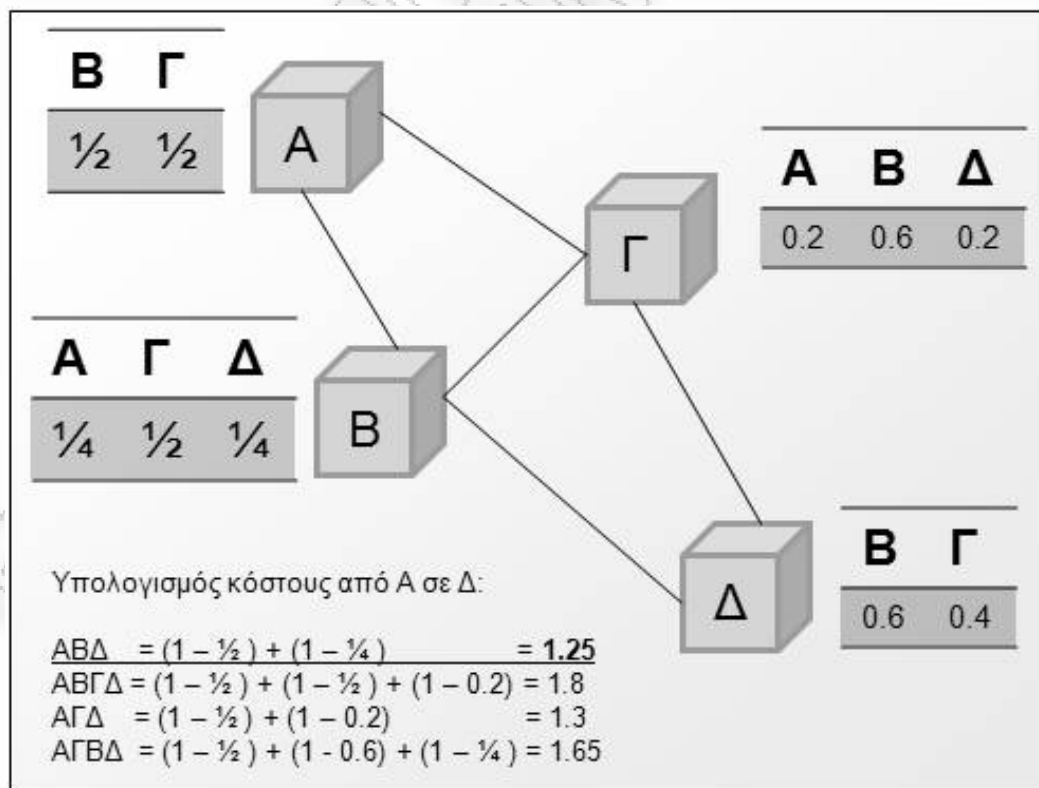 Β Γ
½ ½
Α
Α Β Δ
0.2 0.6 0.2
Γ
Α Γ Δ
¼ ½ ¼
Β
Β Γ
0.6 0.4
Δ
Υπολογισμός κόστους από Α σε Δ:
ΑΒΔ = (1 – ½ ) + (1 – ¼ ) = 1.25
ΑΒΓΔ = (1 – ½ ) + (1 – ½ ) + (1 – 0.2) = 1.8
ΑΓΔ = (1 – ½ ) + (1 – 0.2) = 1.3
ΑΓΒΔ = (1 – ½ ) + (1 - 0.6) + (1 – ¼ ) = 1.65